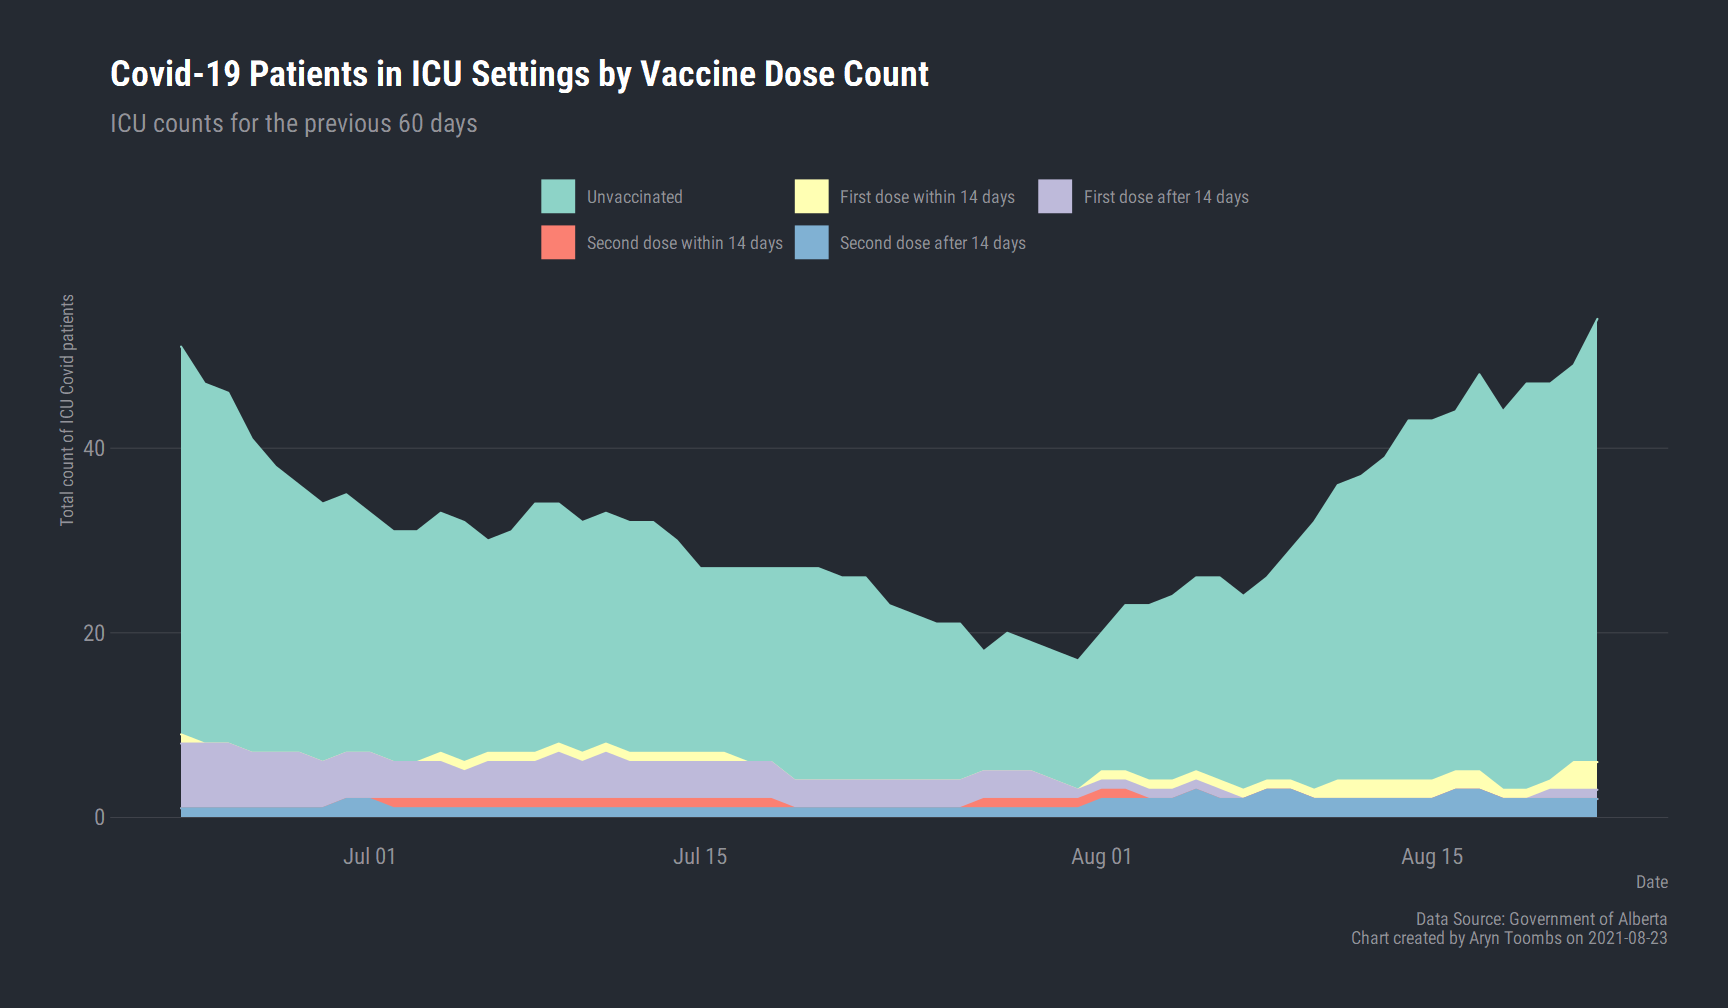 Covid-19 Patients in ICU Settings by Vaccine Dose Count
ICU counts for the previous 60 days
Unvaccinated
First dose within 14 days
First dose after 14 days
Second dose within 14 days
Second dose after 14 days
Total count of ICU Covid patients
40
20
0
Jul 01
Jul 15
Aug 01
Aug 15
Date
Data Source: Government of Alberta
Chart created by Aryn Toombs on 2021-08-23